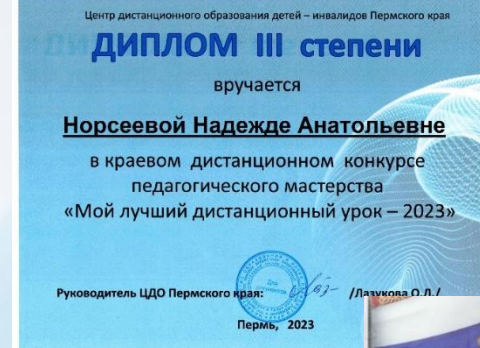 Центр дистанционного образования детей – инвалидов Пермского края
ДИПЛОМ III степени
вручается
Норсеевой Надежде Анатольевне
в краевом дистанционном конкурсе
педагогического мастерства
«Мой лучший дистанционный урок – 2023»
Руководитель ЦДО Пермского края: /Лазукова О.Л./
Пермь, 2023